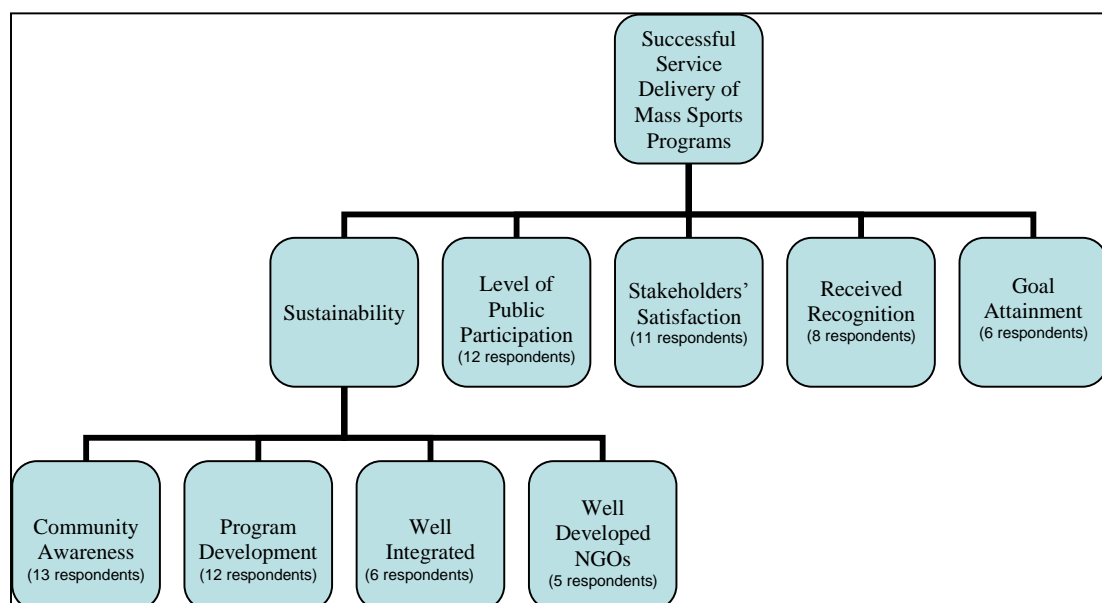 Successful
Service
Delivery of
Mass Sports
Programs
Sustainability
Level of
Public
Participation
(12 respondents)
Stakeholders’
Satisfaction
(11 respondents)
Received
Recognition
(8 respondents)
Goal
Attainment
(6 respondents)
Community
Awareness
(13 respondents)
Program
Development
(12 respondents)
Well
Integrated
(6 respondents)
Well
Developed
NGOs
(5 respondents)